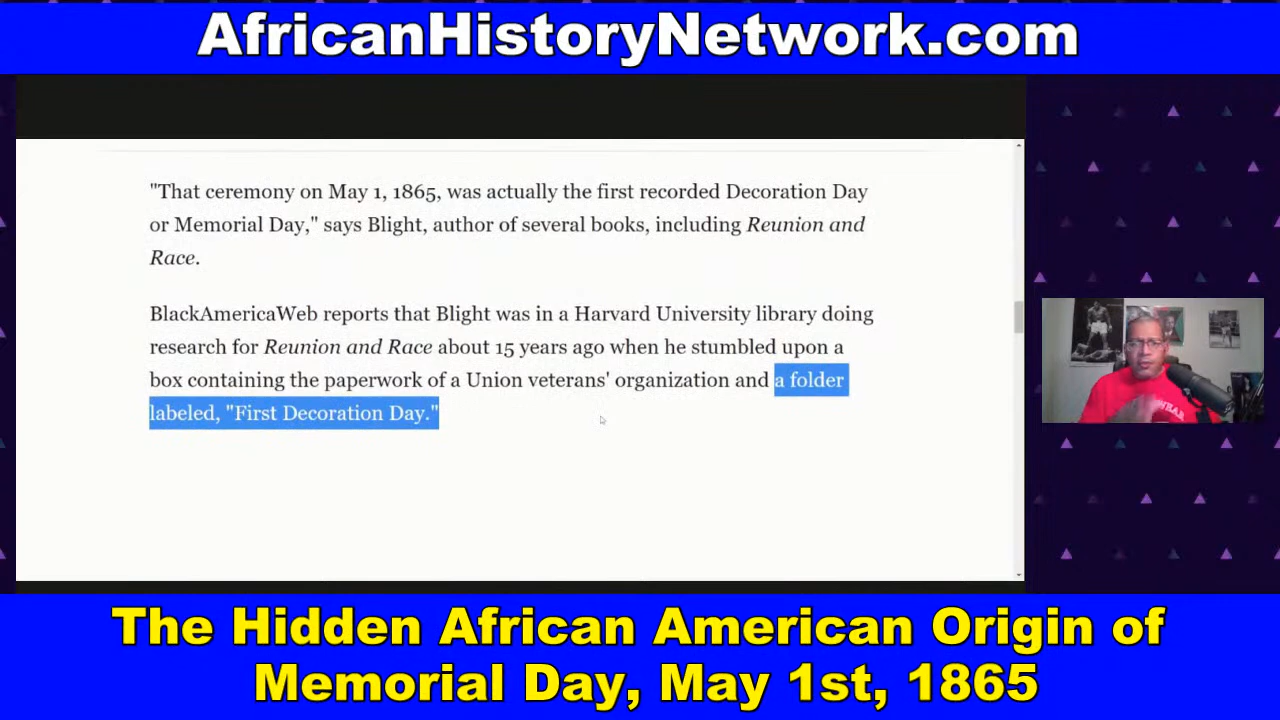 AfricanHistoryNetwork.com
"That ceremony on May 1, 1865, was actually the first recorded Decoration Day
or Memorial Day," says Blight, author of several books, including Reunion and
Race.
BlackAmericaWeb reports that Blight was in a Harvard University library doing
research for Reunion and Race about 15 years ago when he stumbled upon a
box containing the paperwork of a Union veterans' organization and a folder
labeled, "First Decoration Day."
The Hidden African American Origin of
Memorial Day, May 1st, 1865